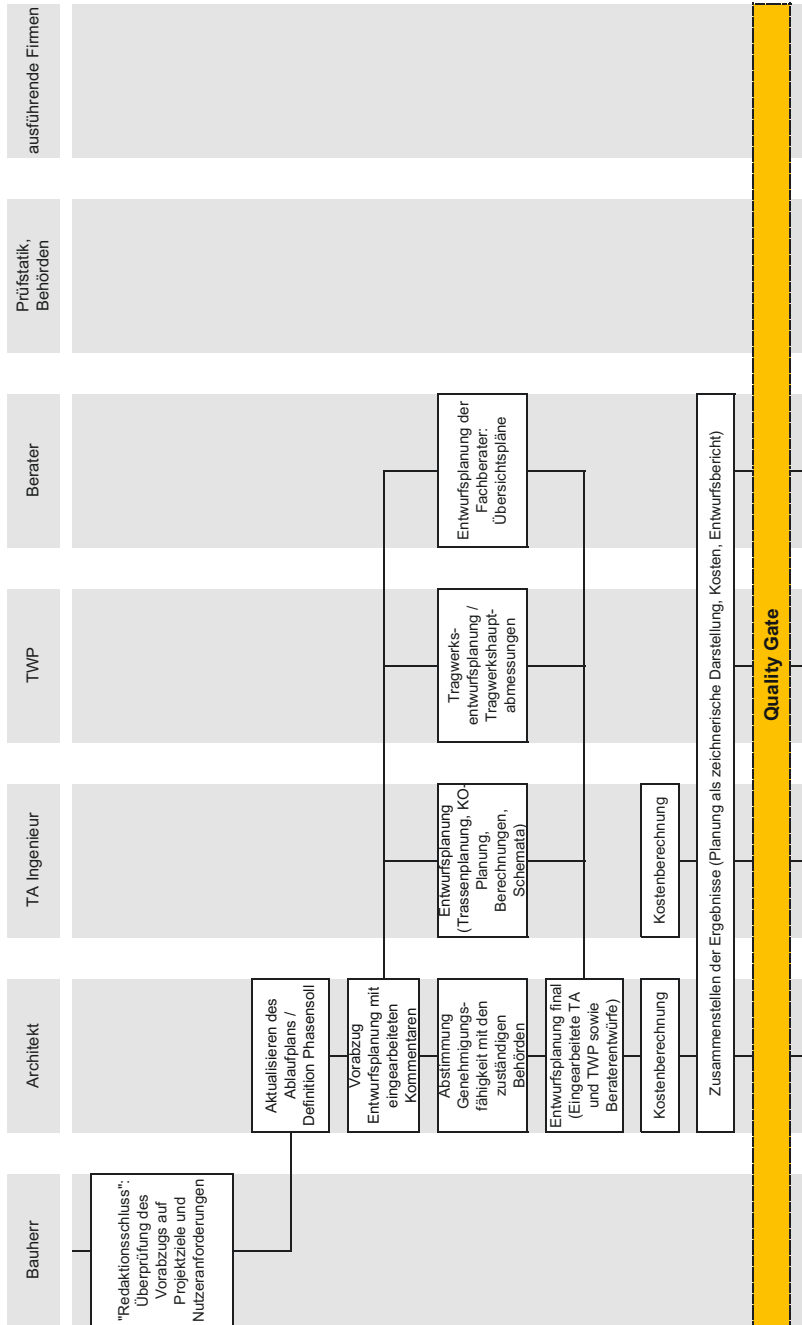 Bauherr
Architekt
TA Ingenieur
TWP
Berater
Prüfstatik,
Behörden
ausführende Firmen
"Redaktionsschluss":
Überprüfung des
Vorabzugs auf
Projektziele und
Nutzeranforderungen
Aktualisieren des
Ablaufplans /
Definition Phasensoll
Vorabzug
Entwurfsplanung mit
eingearbeiteten
Kommentaren
Abstimmung
Genehmigungs-
fähigkeit mit den
zuständigen
Behörden
Entwurfsplanung
(Trassenplanung, KO-
Planung,
Berechnungen,
Schemata)
Tragwerks-
entwurfsplanung /
Tragwerkshaupt-
abmessungen
Entwurfsplanung der
Fachberater:
Übersichtspläne
Entwurfsplanung final
(Eingearbeitete TA
und TWP sowie
Beraterentwürfe)
Kostenberechnung
Kostenberechnung
Zusammenstellen der Ergebnisse (Planung als zeichnerische Darstellung, Kosten, Entwurfsbericht)
Quality Gate